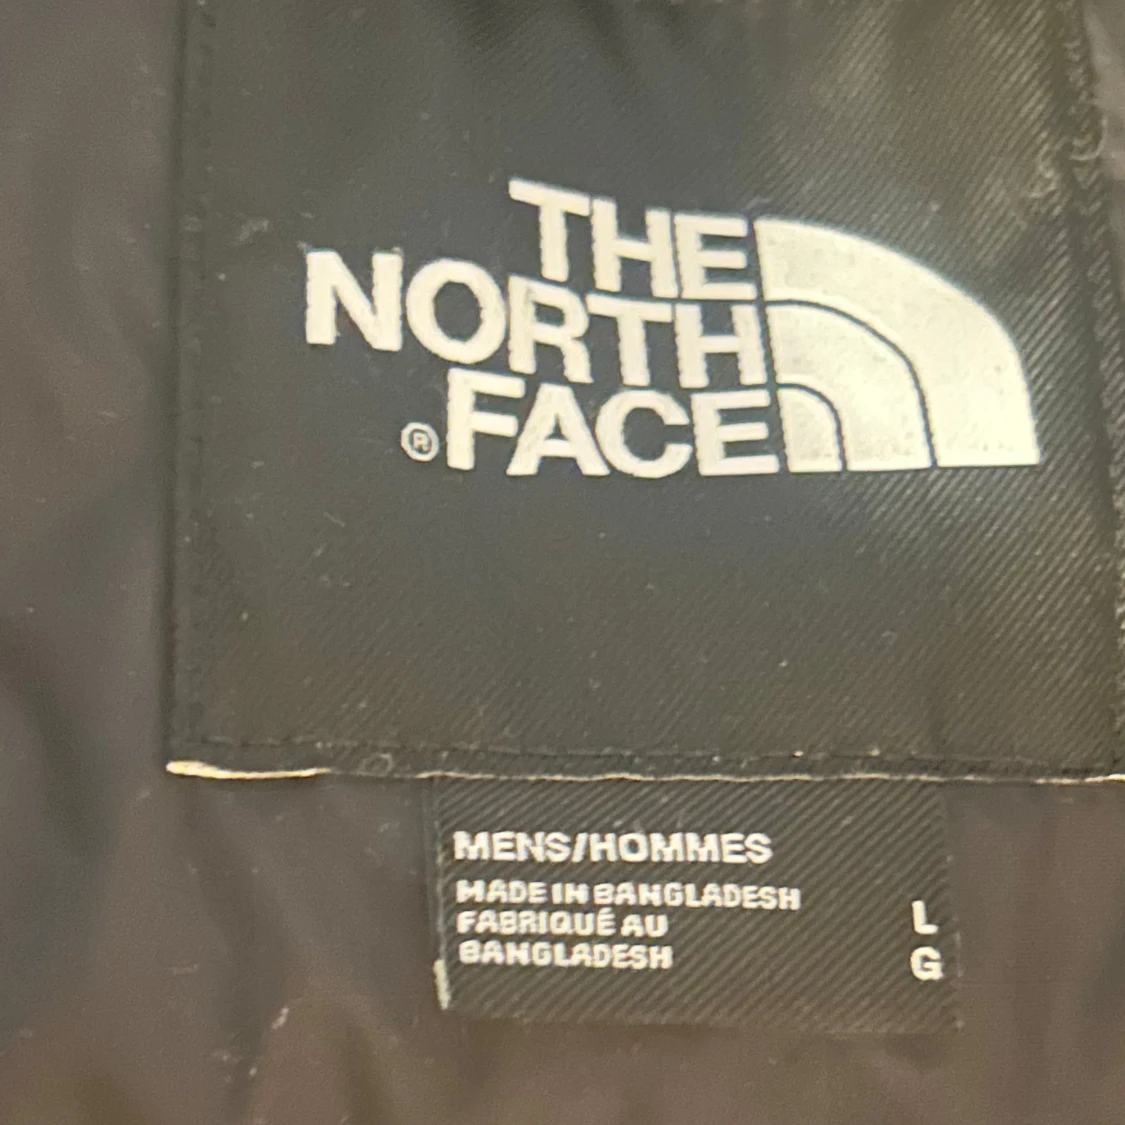 THE
NORTH
®FACE
MENS/HOMMES
MADE IN BANGLADESH
FABRIQUÉ AU
BANGLADESH
L
G